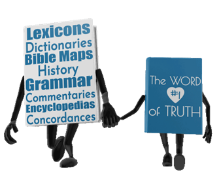 Lexicons
Dictionaries
Bible Maps
History
Grammar
Commentaries
Encyclopedias
Concordances
The WORD
#1
of TRUTH